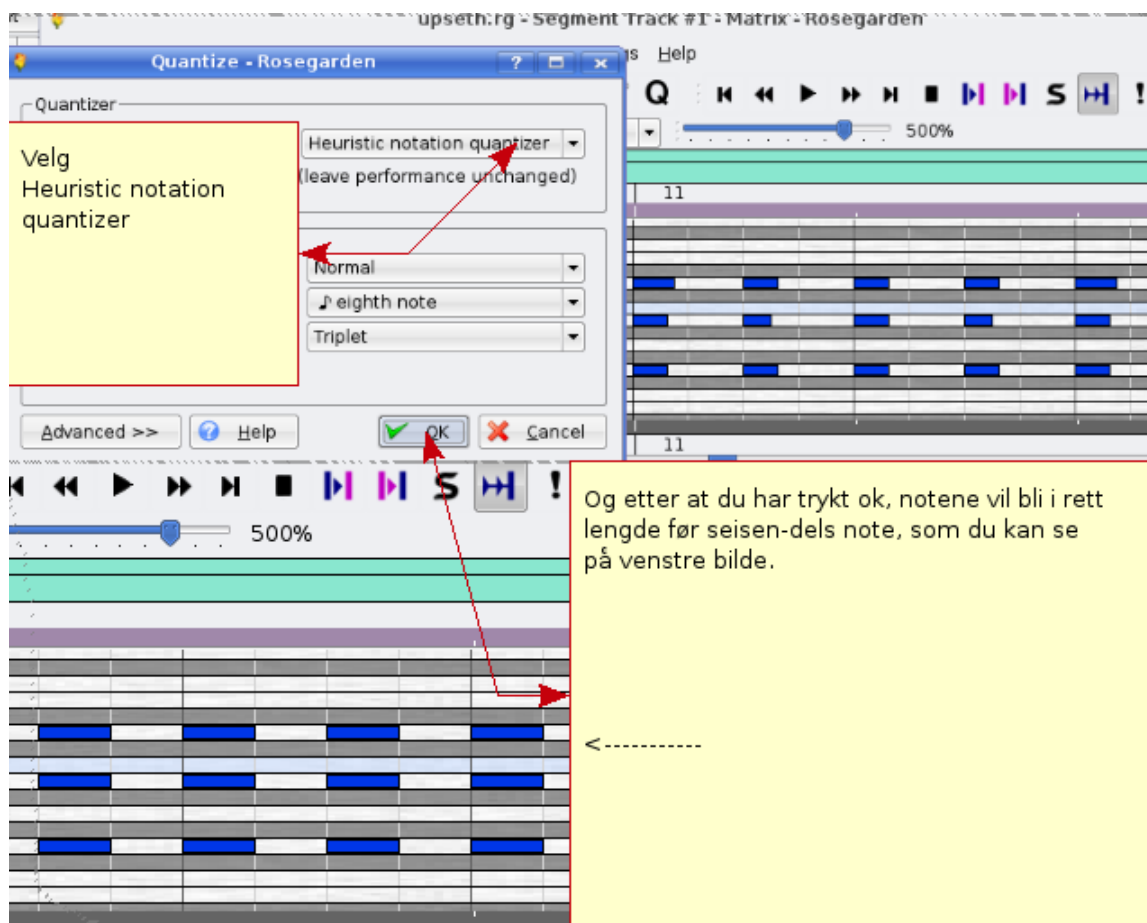 upseth.rg - Segment Track #1 - Matrix - Rosegarden
Quantize - Rosegarden
?
gs Help
Quantizer
Q
S
!
Heuristic notation quantizer
500%
(leave performance unchanged)
Velg
Heuristic notation
quantizer
11
Normal
eighth note
Triplet
Advanced >>
Help
OK
Cancel
11
S
!
500%
Og etter at du har trykt ok, notene vil bli i rett
lengde før seisen-dels note, som du kan se
på venstre bilde.
<-----------